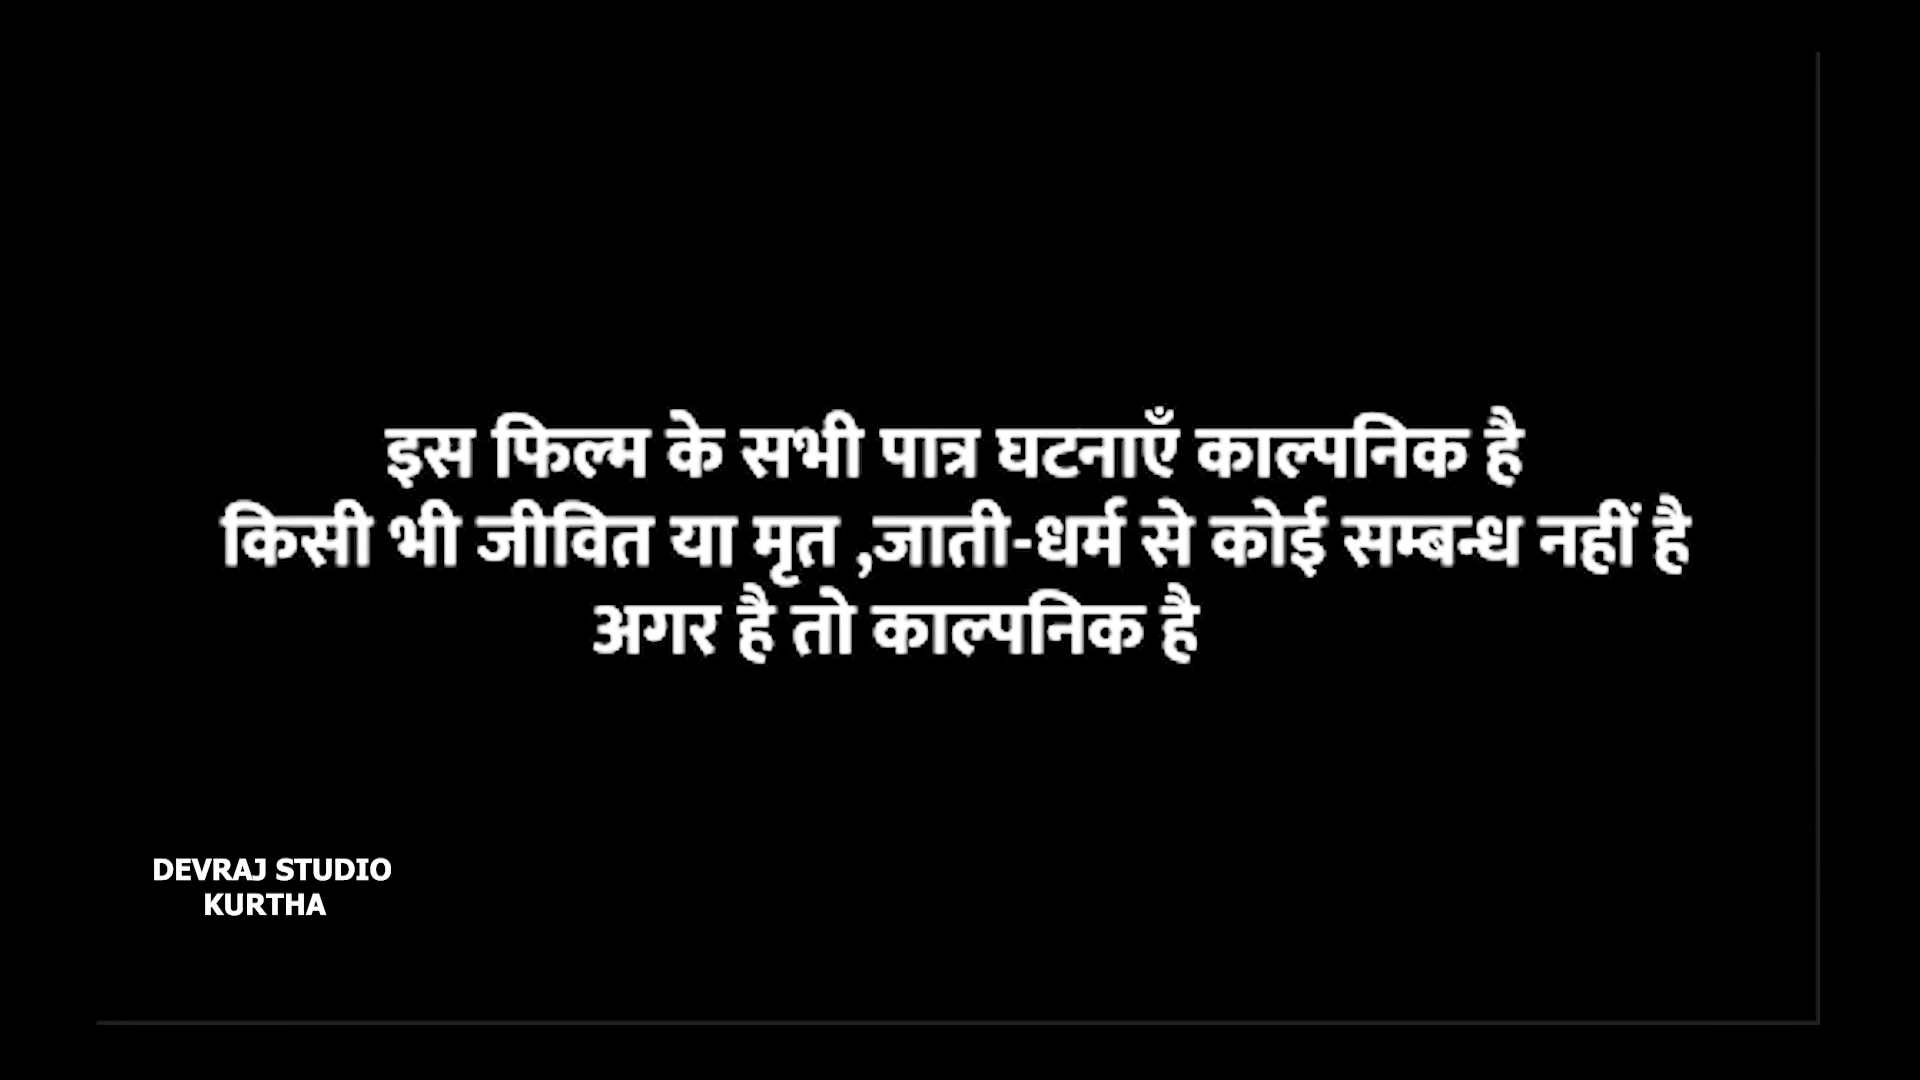 इस फिल्म के सभी पात्र घटनाएँ काल्पनिक है
किसी भी जीवित या मृत ,जाती-धर्म से कोई सम्बन्ध नहीं है
अगर है तो काल्पनिक है
DEVRAJ STUDIO
KURTHA